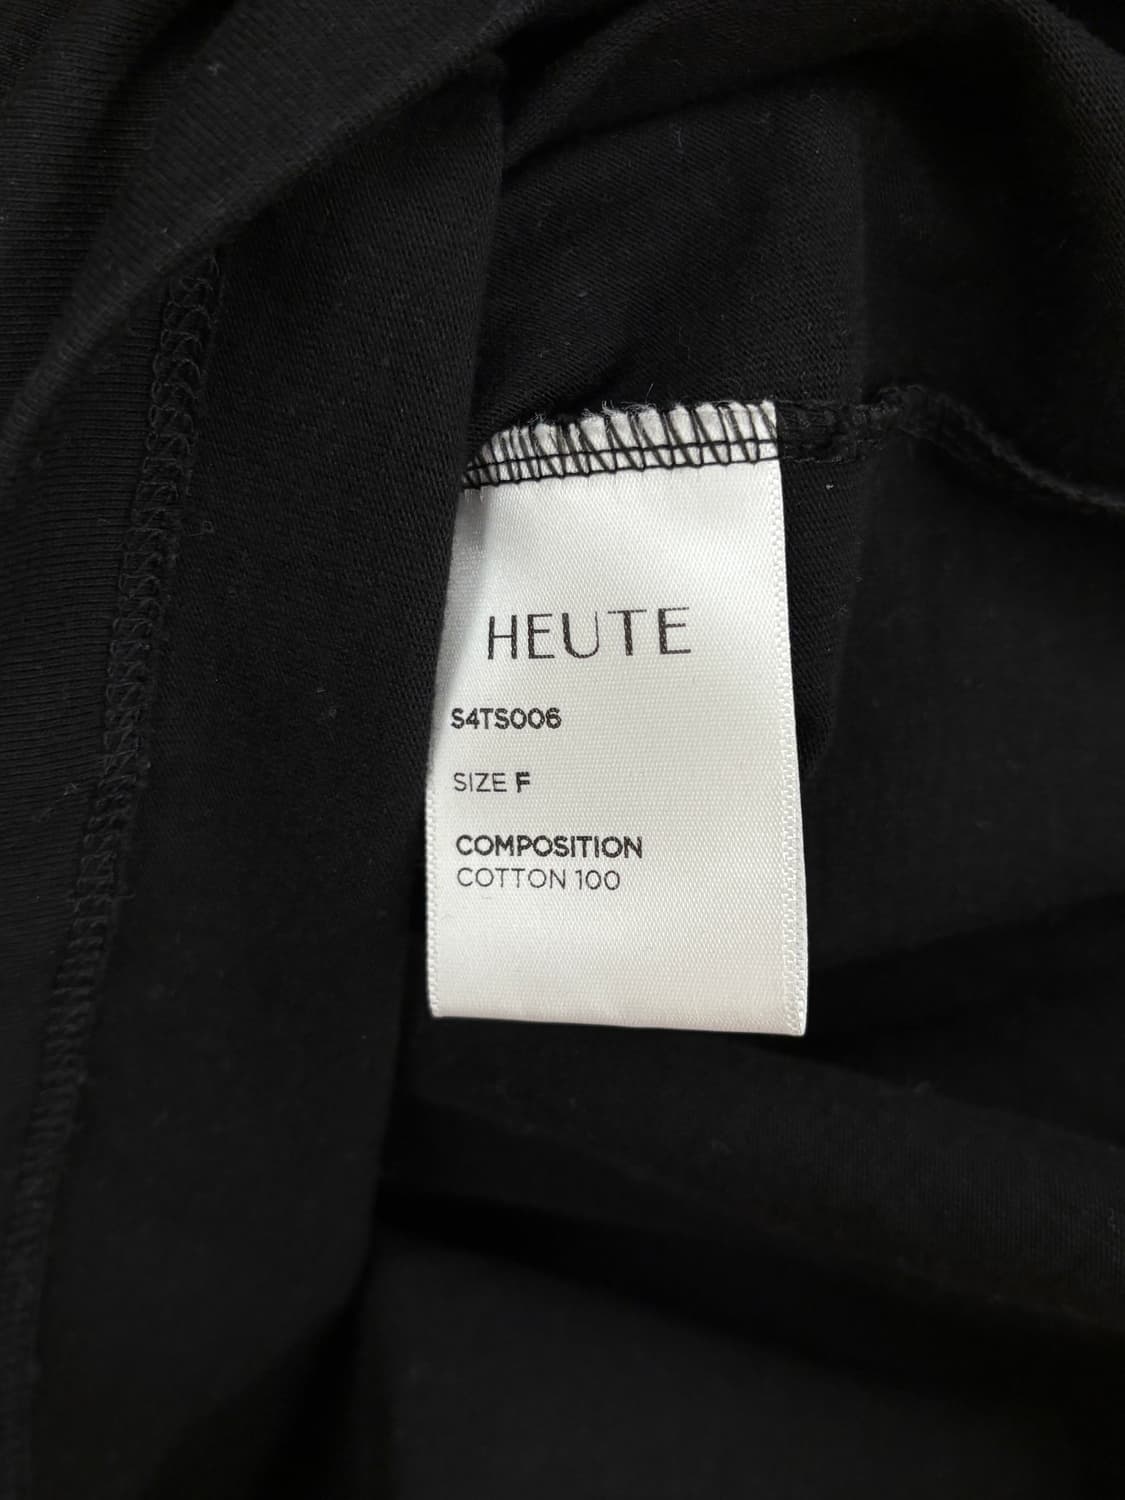 HEUTE
S4TS006
SIZE F
COMPOSITION
COTTON 100